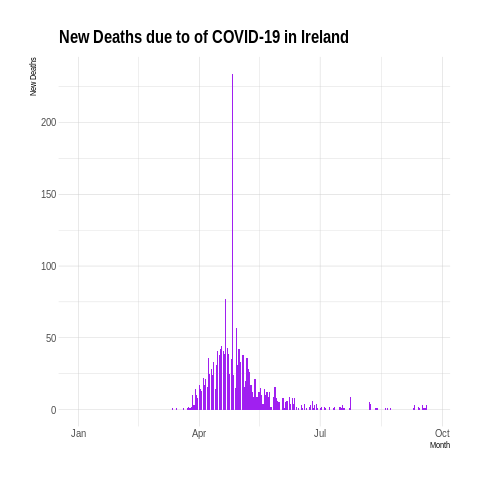 New Deaths due to of COVID-19 in Ireland
New Deaths
200
150
100
50
0
Jan Apr Jul Oct
Month